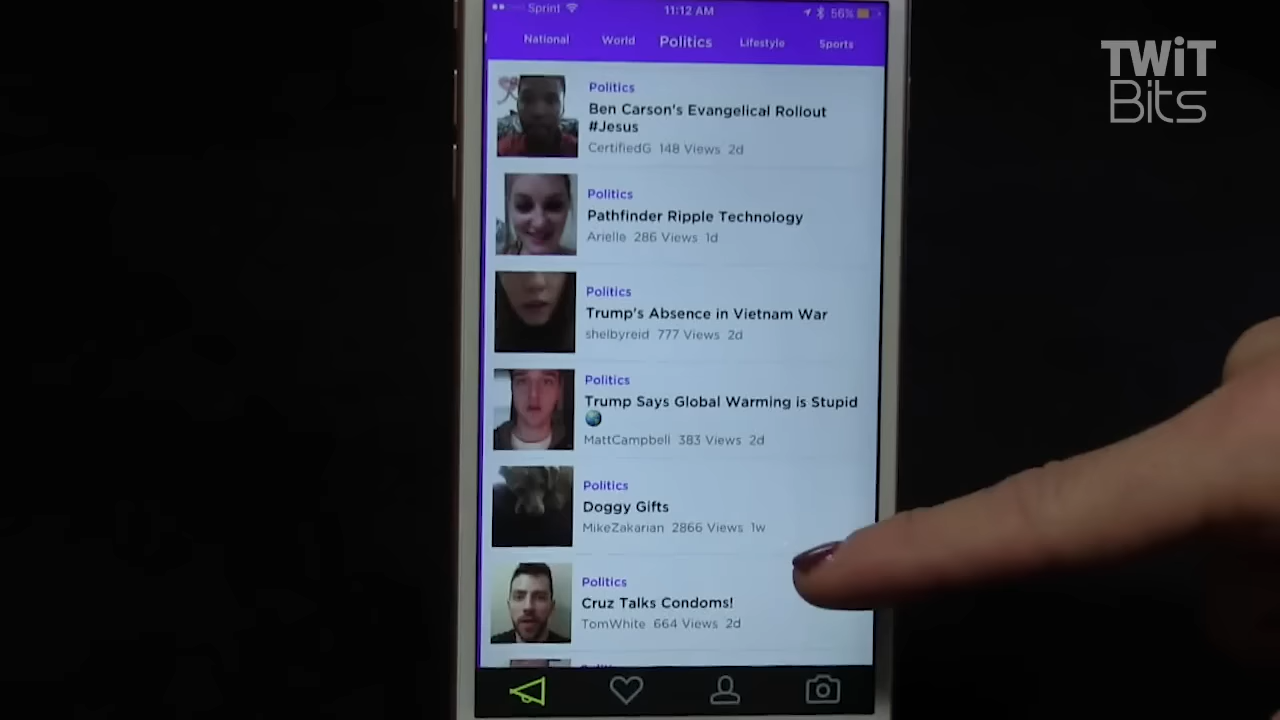 Sprint 11:12 AM 56%
National World Politics Lifestyle Sports
TWiT
Bits
Politics
Ben Carson's Evangelical Rollout
#Jesus
CertifiedG 148 Views 2d
Politics
Pathfinder Ripple Technology
Arielle 286 Views 1d
Politics
Trump's Absence in Vietnam War
shelbyreid 777 Views 2d
Politics
Trump Says Global Warming is Stupid
🌏
MattCampbell 383 Views 2d
Politics
Doggy Gifts
MikeZakarian 2866 Views 1w
Politics
Cruz Talks Condoms!
TomWhite 664 Views 2d